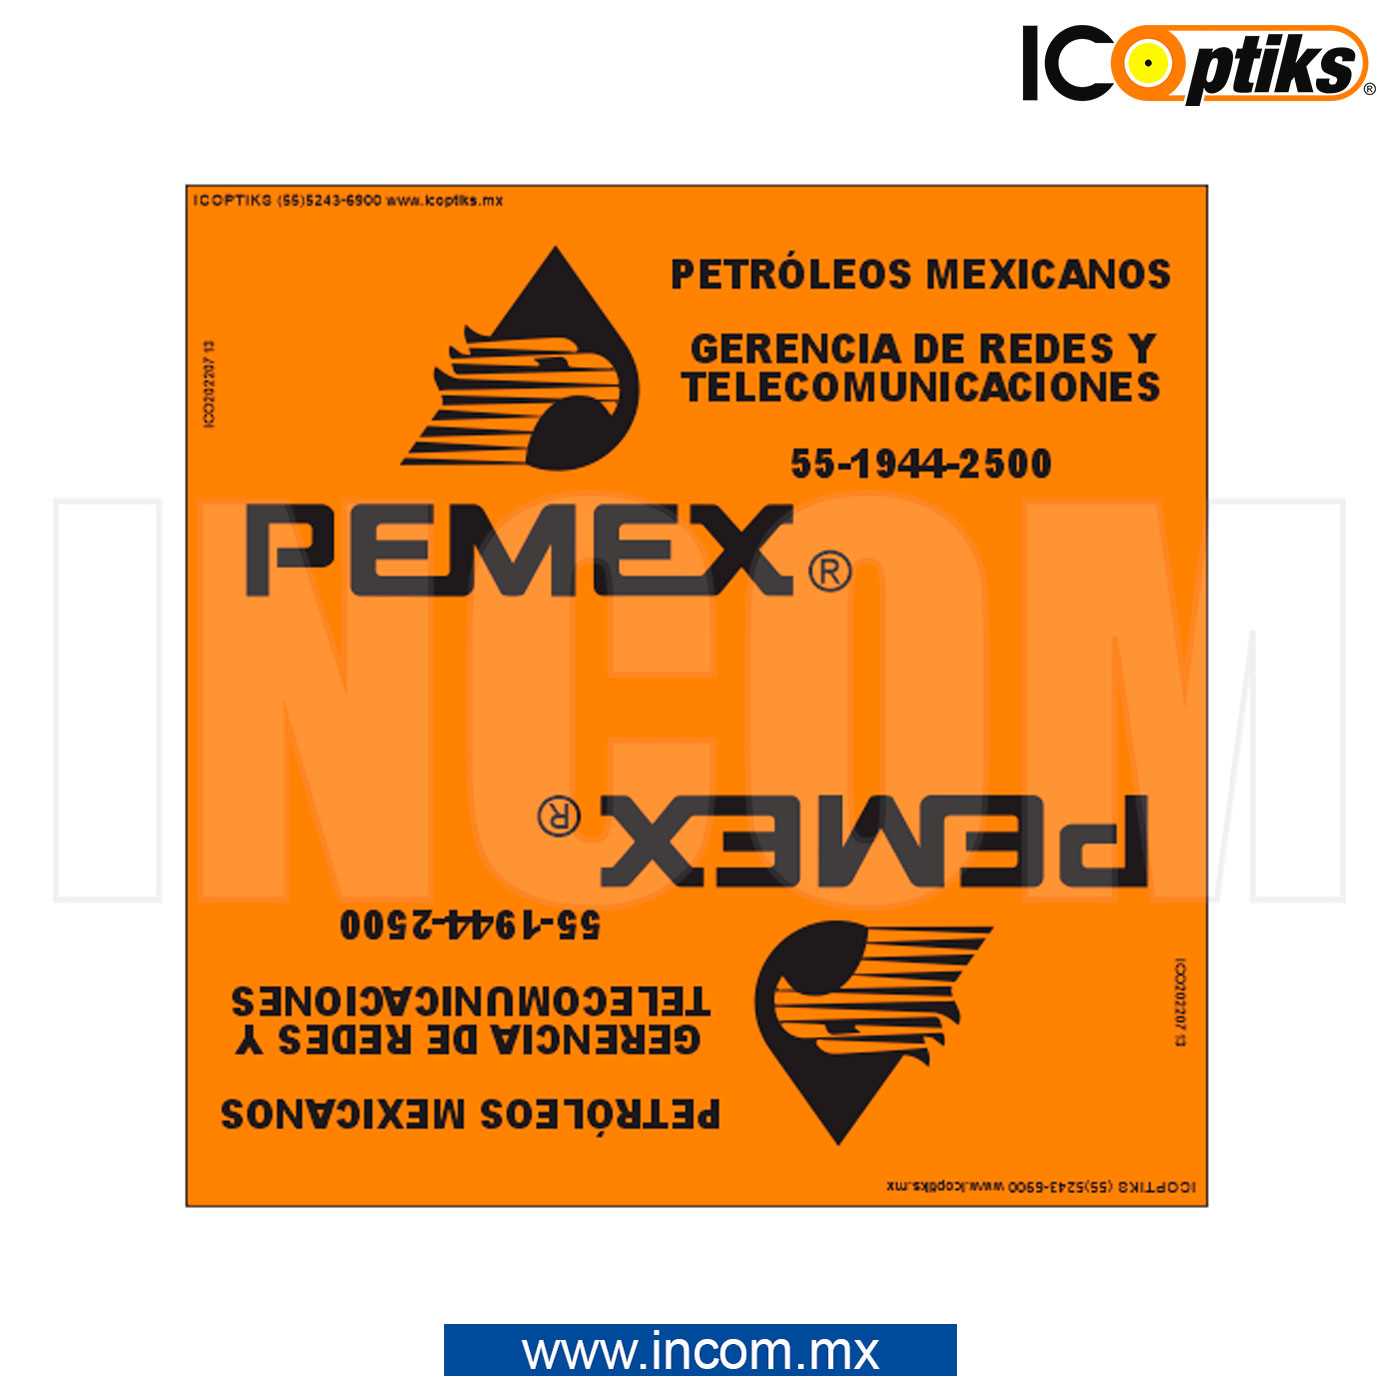 ICOptiks®
ICOPTIKS (55)5243-6900 www.icoptiks.mx
PETRÓLEOS MEXICANOS
GERENCIA DE REDES Y
TELECOMUNICACIONES
55-1944-2500
ICO202207 13
PEMEX®
INCOM
PEMEX®
55-1944-2500
GERENCIA DE REDES Y
TELECOMUNICACIONES
PETRÓLEOS MEXICANOS
ICO202207 13
ICOPTIKS (55)5243-6900 www.icoptiks.mx
www.incom.mx